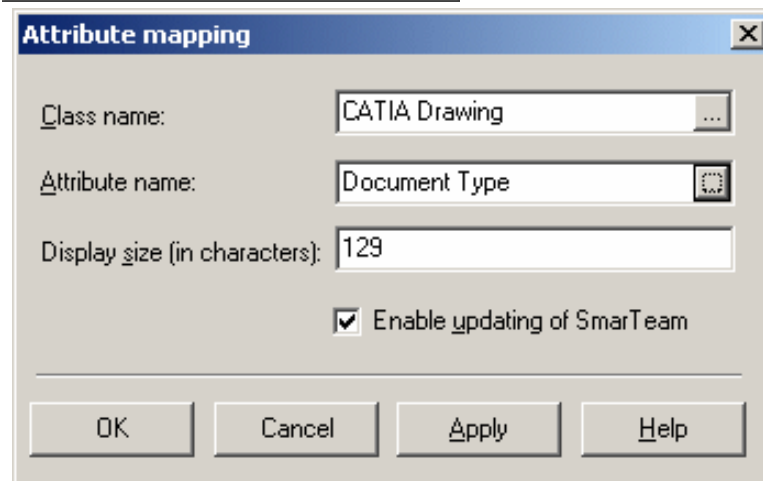 Attribute mapping
Class name: CATIA Drawing ...
Attribute name: Document Type
Display size (in characters): 129
Enable updating of SmarTeam
OK Cancel Apply Help